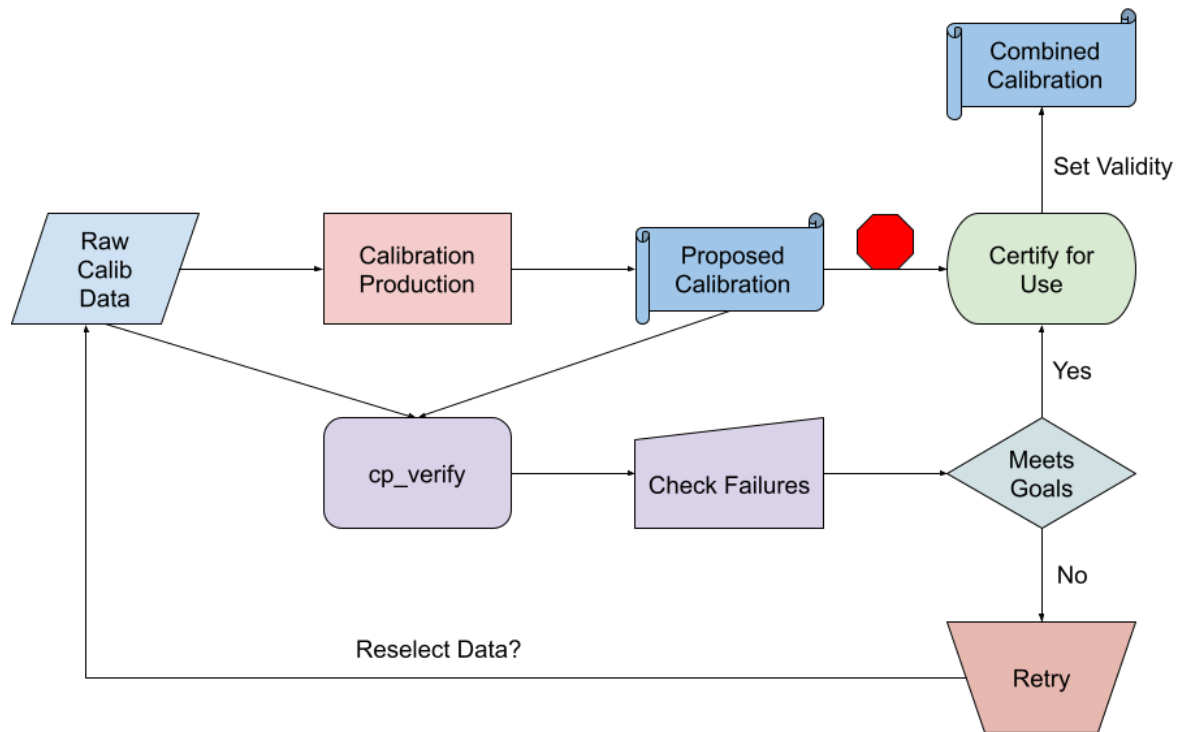 Combined
Calibration
Set Validity
Raw
Calib
Data
Calibration
Production
Proposed
Calibration
Certify for
Use
Yes
cp_verify
Check Failures
Meets
Goals
No
Reselect Data?
Retry